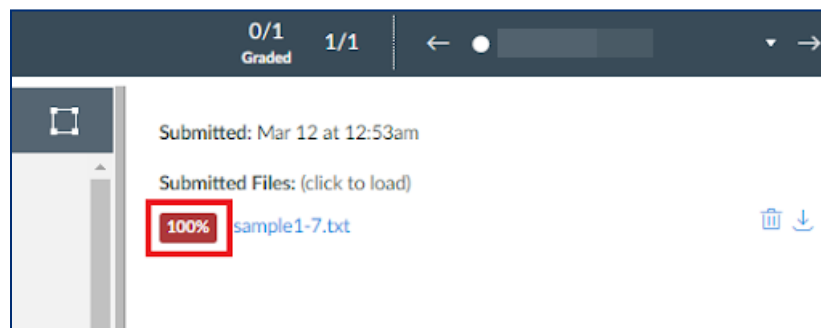 0/1
Graded
1/1
Submitted: Mar 12 at 12:53am
Submitted Files: (click to load)
100% sample1-7.txt